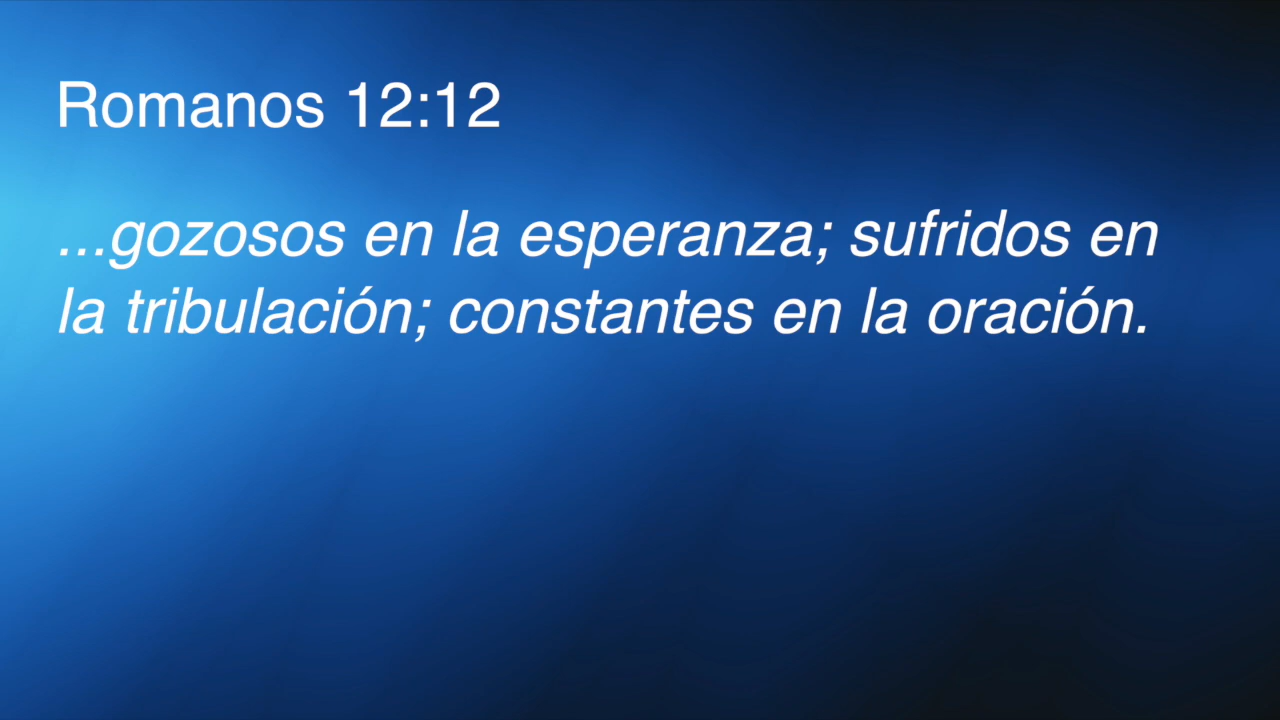 Romanos 12:12
...gozosos en la esperanza; sufridos en
la tribulación; constantes en la oración.